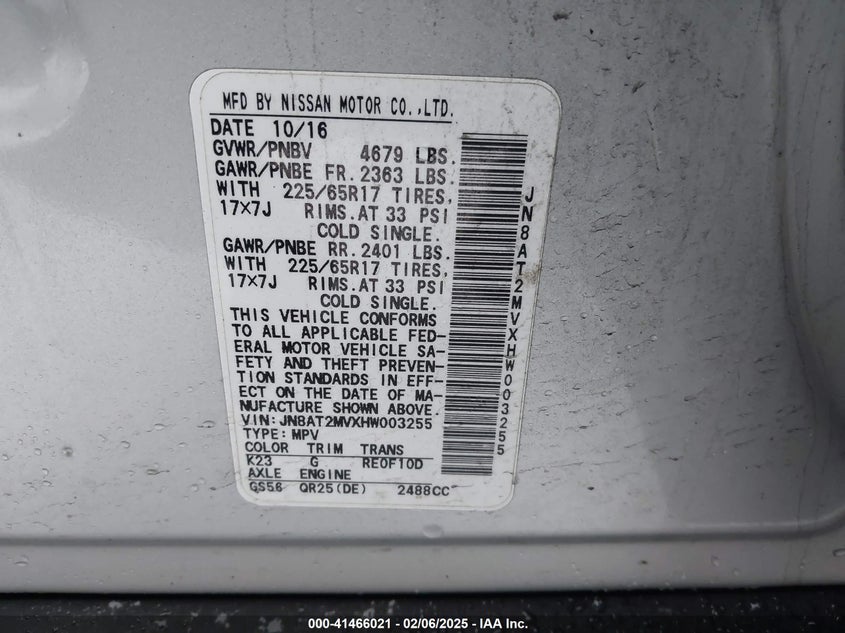 MFD BY NISSAN MOTOR CO.,LTD.
DATE 10/16
GVWR/PNBV 4679 LBS.
GAWR/PNBE FR. 2363 LBS.
WITH 225/65R17 TIRES,
17x7J RIMS.AT 33 PSI
COLD SINGLE.
GAWR/PNBE RR. 2401 LBS.
WITH 225/65R17 TIRES,
17x7J RIMS.AT 33 PSI
COLD SINGLE.
THIS VEHICLE CONFORMS
TO ALL APPLICABLE FED-
ERAL MOTOR VEHICLE SA-
FETY AND THEFT PREVEN-
TION STANDARDS IN EFF-
ECT ON THE DATE OF MA-
NUFACTURE SHOWN ABOVE.
VIN: JN8AT2MVXHW003255
TYPE: MPV
COLOR TRIM TRANS
K23 G RE0F10D
AXLE ENGINE
GS56 QR25(DE) 2488CC
JN8AT2MVXHW003255
000-41466021 - 02/06/2025 - IAA Inc.